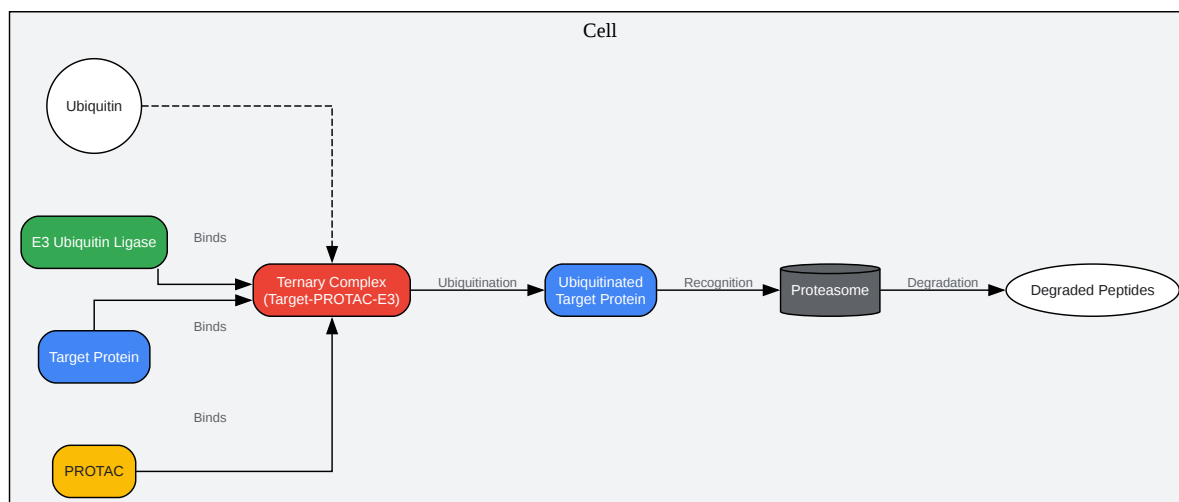 Cell
Ubiquitin
E3 Ubiquitin Ligase
Binds
Target Protein
Binds
PROTAC
Binds
Ternary Complex
(Target-PROTAC-E3)
Ubiquitination
Ubiquitinated
Target Protein
Recognition
Proteasome
Degradation
Degraded Peptides